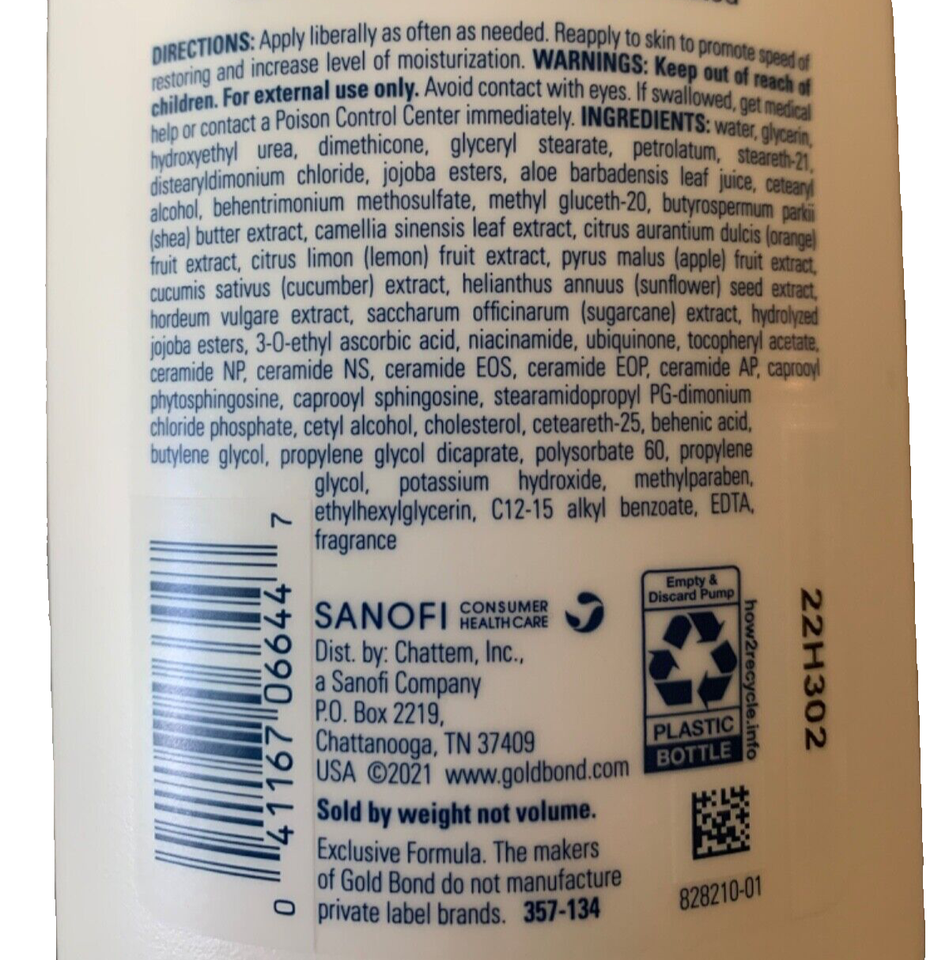 DIRECTIONS: Apply liberally as often as needed. Reapply to skin to promote speed of
restoring and increase level of moisturization. WARNINGS: Keep out of reach of
children. For external use only. Avoid contact with eyes. If swallowed, get medical
help or contact a Poison Control Center immediately. INGREDIENTS: water, glycerin,
hydroxyethyl urea, dimethicone, glyceryl stearate, petrolatum, steareth-21,
distearyldimonium chloride, jojoba esters, aloe barbadensis leaf juice, cetearyl
alcohol, behentrimonium methosulfate, methyl gluceth-20, butyrospermum parkii
(shea) butter extract, camellia sinensis leaf extract, citrus aurantium dulcis (orange)
fruit extract, citrus limon (lemon) fruit extract, pyrus malus (apple) fruit extract,
cucumis sativus (cucumber) extract, helianthus annuus (sunflower) seed extract,
hordeum vulgare extract, saccharum officinarum (sugarcane) extract, hydrolyzed
jojoba esters, 3-O-ethyl ascorbic acid, niacinamide, ubiquinone, tocopheryl acetate,
ceramide NP, ceramide NS, ceramide EOS, ceramide EOP, ceramide AP, caprooyl
phytosphingosine, caprooyl sphingosine, stearamidopropyl PG-dimonium
chloride phosphate, cetyl alcohol, cholesterol, ceteareth-25, behenic acid,
butylene glycol, propylene glycol dicaprate, polysorbate 60, propylene
glycol, potassium hydroxide, methylparaben,
ethylhexylglycerin, C12-15 alkyl benzoate, EDTA,
fragrance
0 41167 06644 7
SANOFI CONSUMER
HEALTHCARE
Dist. by: Chattem, Inc.,
a Sanofi Company
P.O. Box 2219,
Chattanooga, TN 37409
USA ©2021 www.goldbond.com
Sold by weight not volume.
Exclusive Formula. The makers
of Gold Bond do not manufacture
private label brands. 357-134
Empty &
Discard Pump
PLASTIC
BOTTLE
how2recycle.info
22H302
828210-01